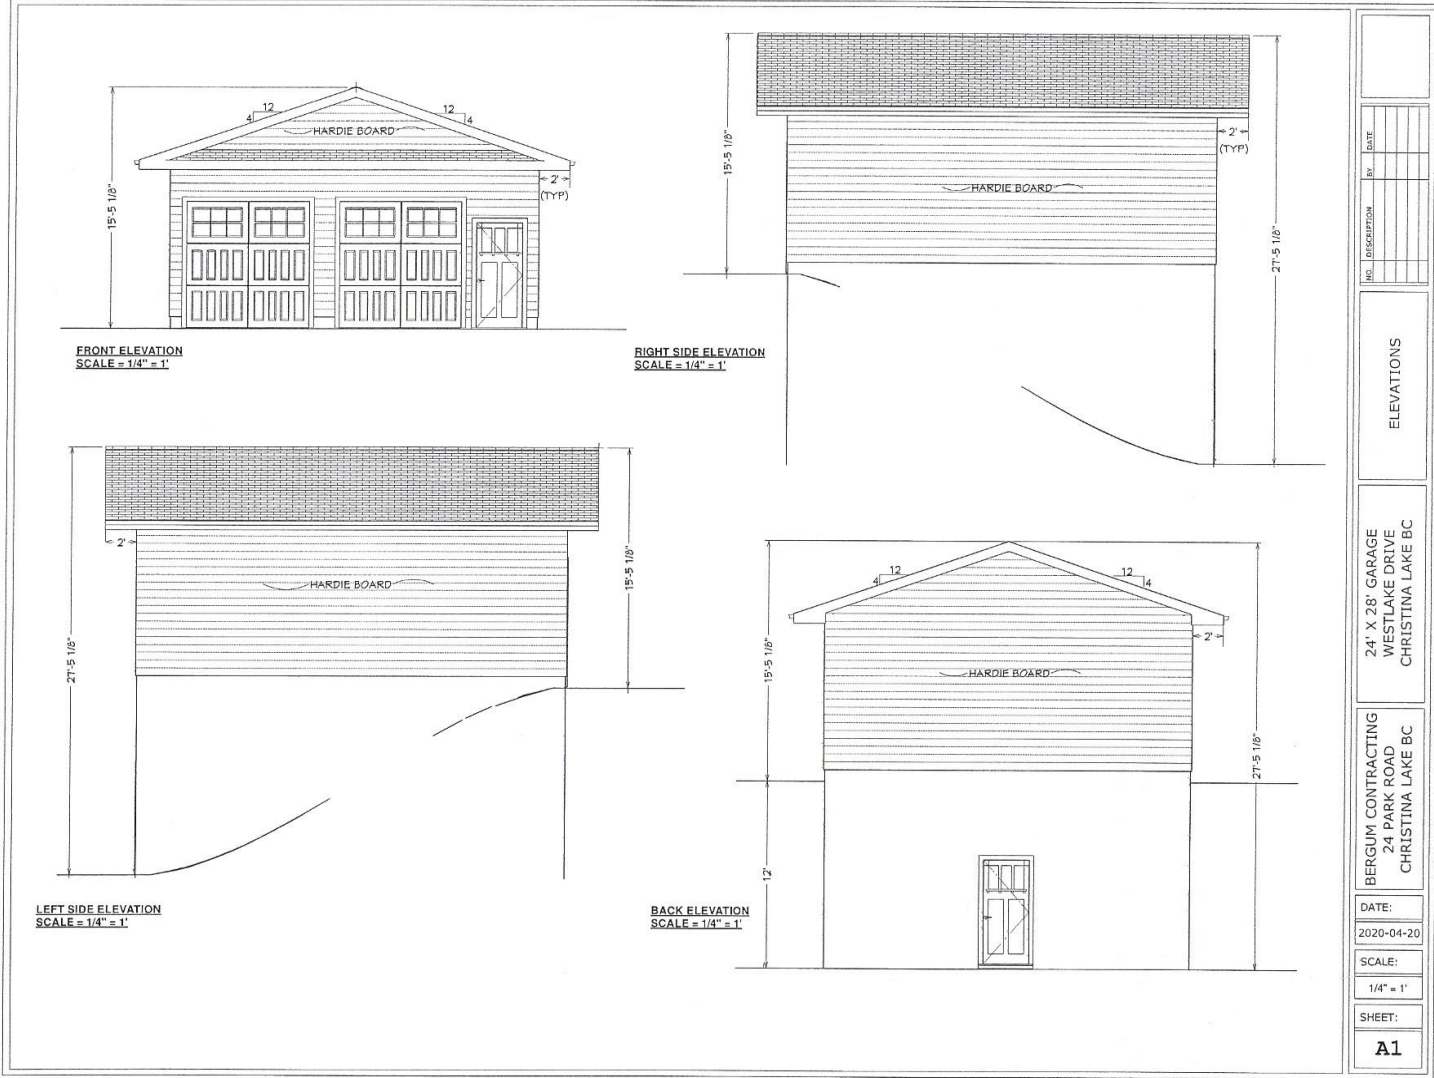 12
4
12
4
HARDIE BOARD
15'-5 1/8"
2'
(TYP)
FRONT ELEVATION
SCALE = 1/4" = 1'
15'-5 1/8"
HARDIE BOARD
2'
(TYP)
27'-5 1/8"
RIGHT SIDE ELEVATION
SCALE = 1/4" = 1'
2'
HARDIE BOARD
15'-5 1/8"
27'-5 1/8"
LEFT SIDE ELEVATION
SCALE = 1/4" = 1'
12
4
12
4
2'
15'-5 1/8"
HARDIE BOARD
27'-5 1/8"
12'
BACK ELEVATION
SCALE = 1/4" = 1'
NO.
DESCRIPTION
BY
DATE
ELEVATIONS
24' X 28' GARAGE
WESTLAKE DRIVE
CHRISTINA LAKE BC
BERGUM CONTRACTING
24 PARK ROAD
CHRISTINA LAKE BC
DATE:
2020-04-20
SCALE:
1/4" = 1'
SHEET:
A1